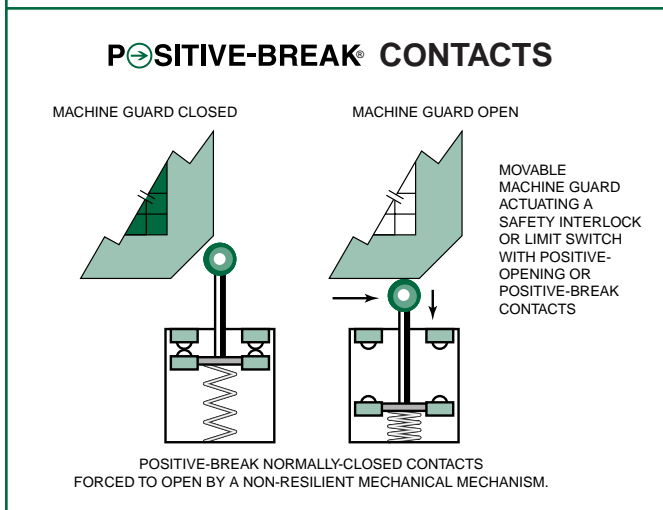 POSITIVE-BREAK® CONTACTS
MACHINE GUARD CLOSED
MACHINE GUARD OPEN
MOVABLE
MACHINE GUARD
ACTUATING A
SAFETY INTERLOCK
OR LIMIT SWITCH
WITH POSITIVE-
OPENING OR
POSITIVE-BREAK
CONTACTS
POSITIVE-BREAK NORMALLY-CLOSED CONTACTS
FORCED TO OPEN BY A NON-RESILIENT MECHANICAL MECHANISM.